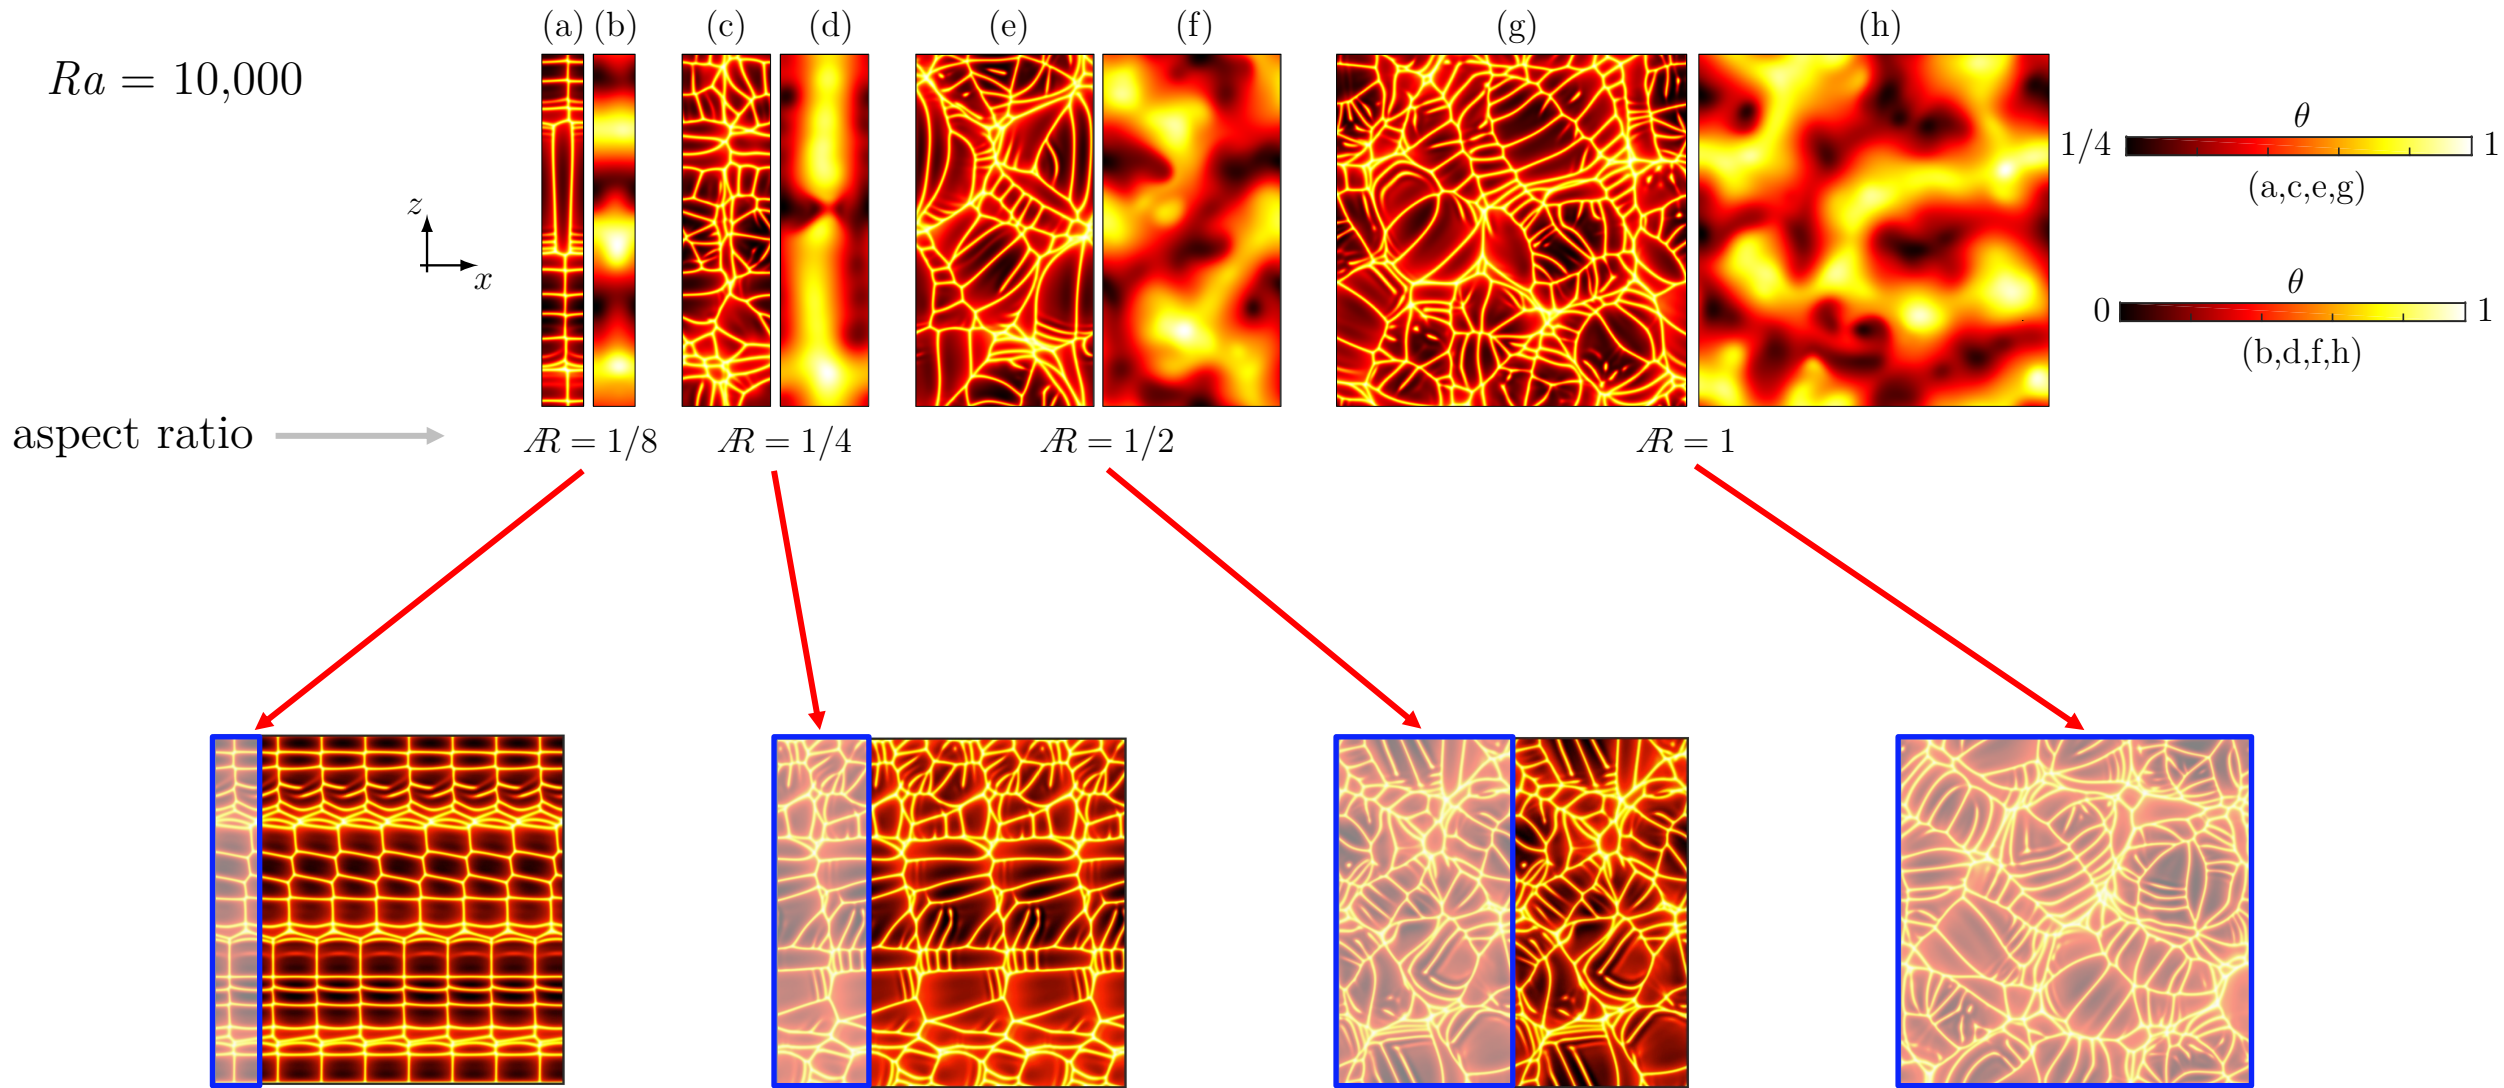 (a) (b) (c) (d) (e) (f) (g) (h)
Ra = 10,000
θ
1/4 1
(a,c,e,g)
z
x
θ
0 1
(b,d,f,h)
aspect ratio
Æ = 1/8 Æ = 1/4 Æ = 1/2 Æ = 1